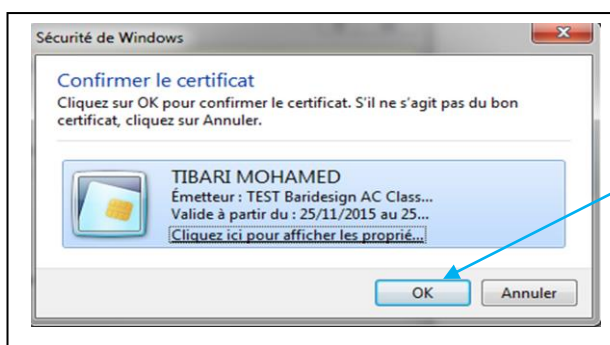 Sécurité de Windows
Confirmer le certificat
Cliquez sur OK pour confirmer le certificat. S'il ne s'agit pas du bon
certificat, cliquez sur Annuler.
TIBARI MOHAMED
Émetteur : TEST Baridesign AC Class...
Valide à partir du : 25/11/2015 au 25...
Cliquez ici pour afficher les proprié...
OK
Annuler